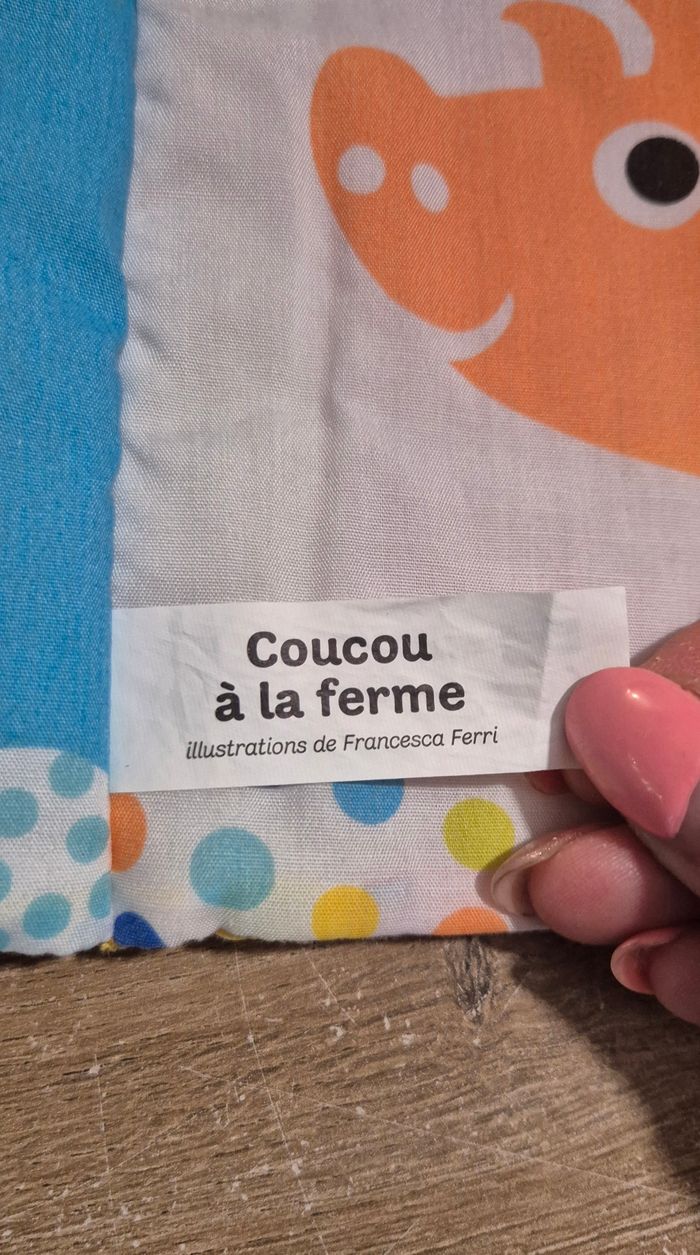 Coucou
à la ferme
illustrations de Francesca Ferri